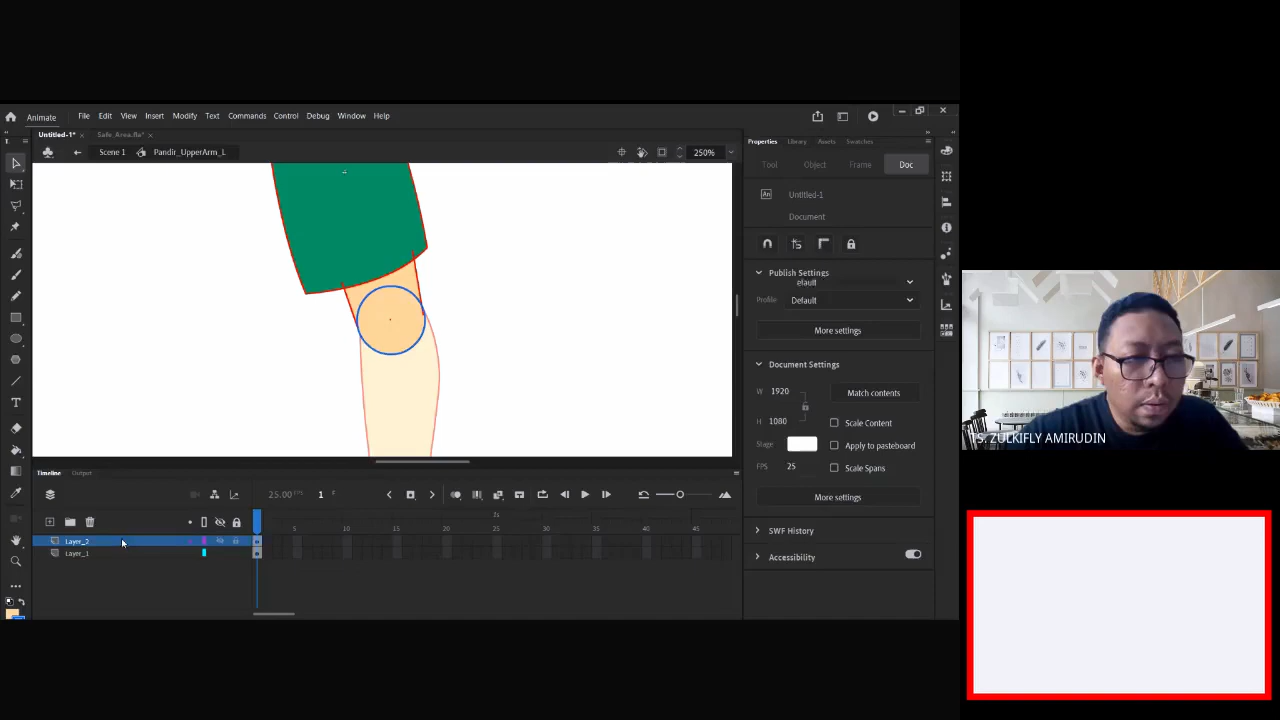 Animate
File Edit View Insert Modify Text Commands Control Debug Window Help
Untitled-1* Safe_Area.fla*
Scene 1 Pandir_UpperArm_L 250%
Properties Library Assets Swatches
Tool Object Frame Doc
An Untitled-1
Document
Publish Settings
efault
Profile Default
More settings
Document Settings
W 1920 Match contents
H 1080 Scale Content
Stage Apply to pasteboard
FPS 25 Scale Spans
More settings
SWF History
Accessibility
TS. ZULKIFLY AMIRUDIN
Timeline Output
25.00 FPS 1 F
1s
5 10 15 20 25 30 35 40 45
Layer_2
Layer_1